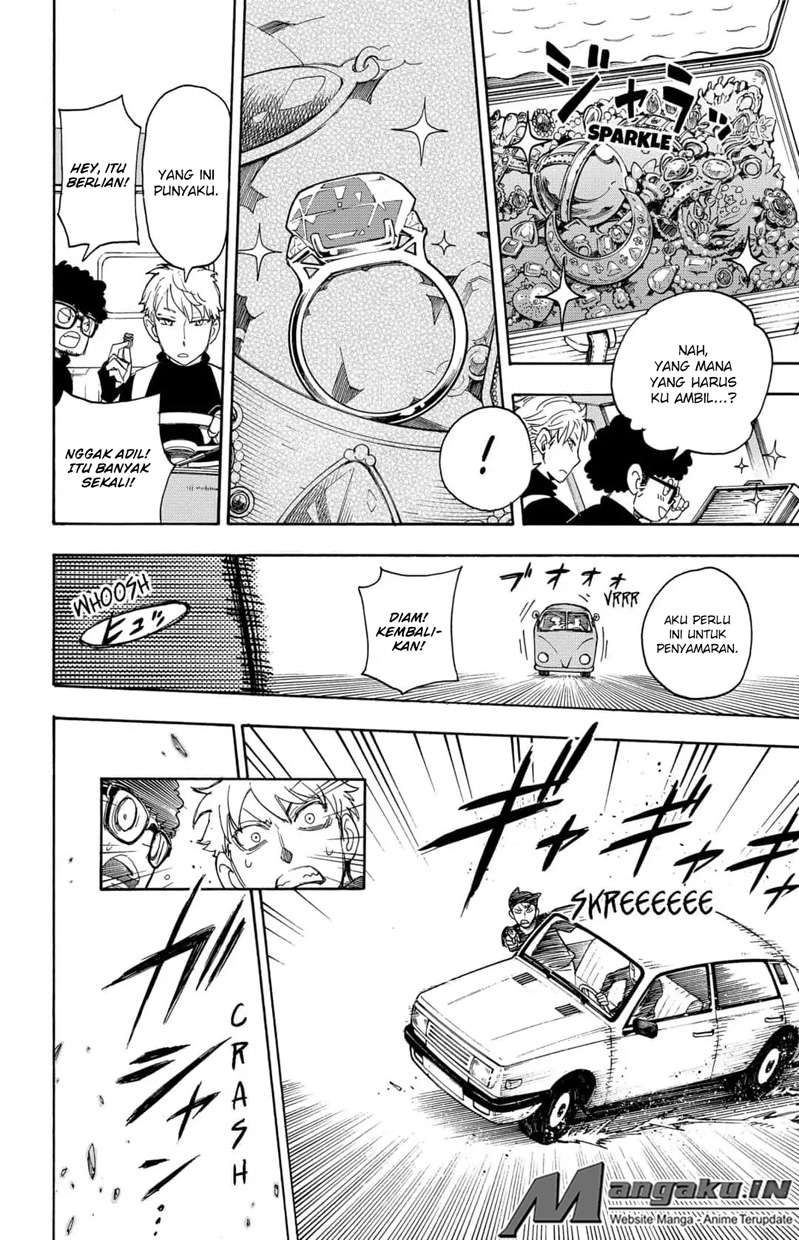 ジャラッ
SPARKLE
NAH,
YANG MANA
YANG HARUS
KU AMBIL...?
!
YANG INI
PUNYAKU.
HEY, ITU
BERLIAN!
NGGAK ADIL!
ITU BANYAK
SEKALI!
AKU PERLU
INI UNTUK
PENYAMARAN.
ブオオオ
VRRR
DIAM!
KEMBALI-
KAN!
WHOOSH
ヒュッ
ギャギャギャ
SKREEEEEE
ガシャン...
CRASH
Mangaku.IN
Website Manga - Anime Terupdate